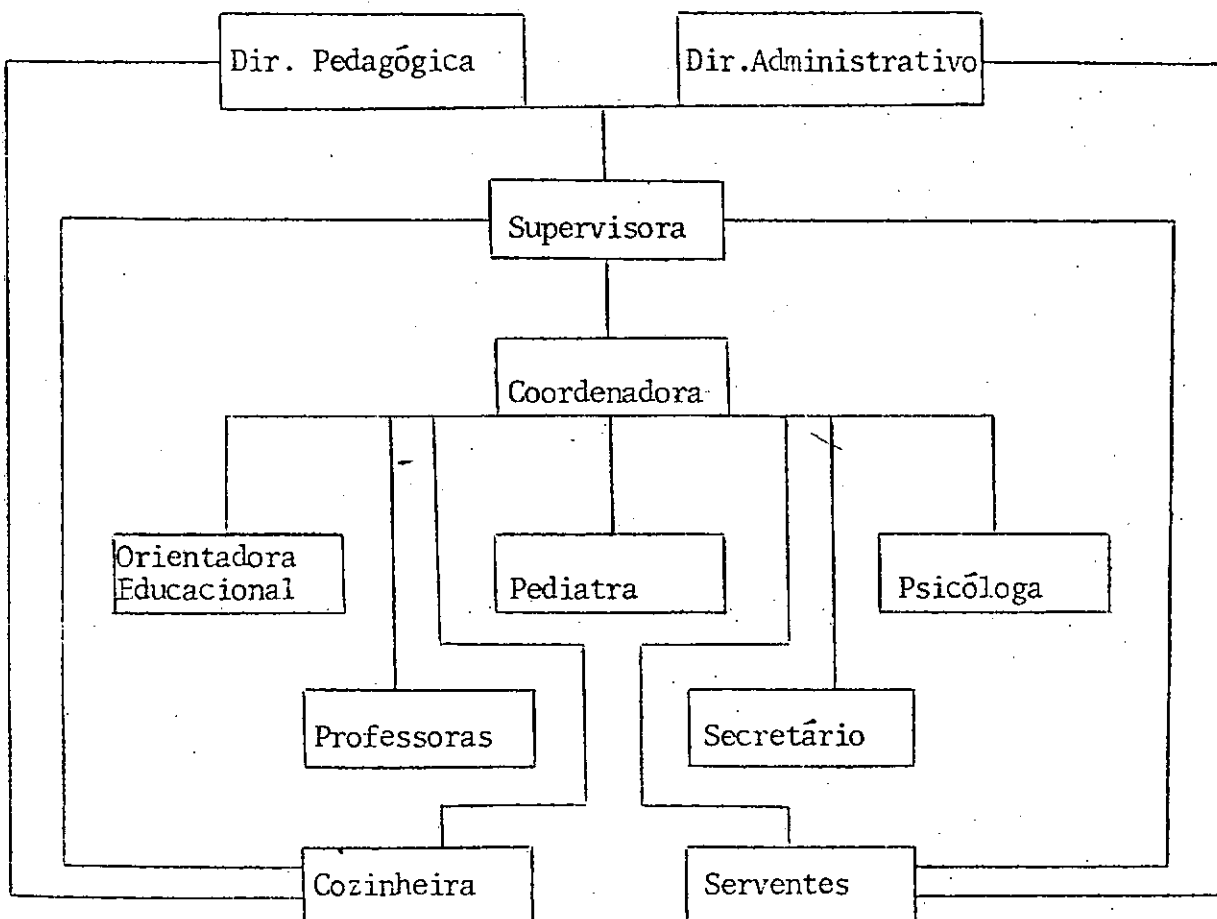 Dir. Pedagógica
Dir.Administrativo
Supervisora
Coordenadora
Orientadora
Educacional
Pediatra
Psicóloga
Professoras
Secretário
Cozinheira
Serventes